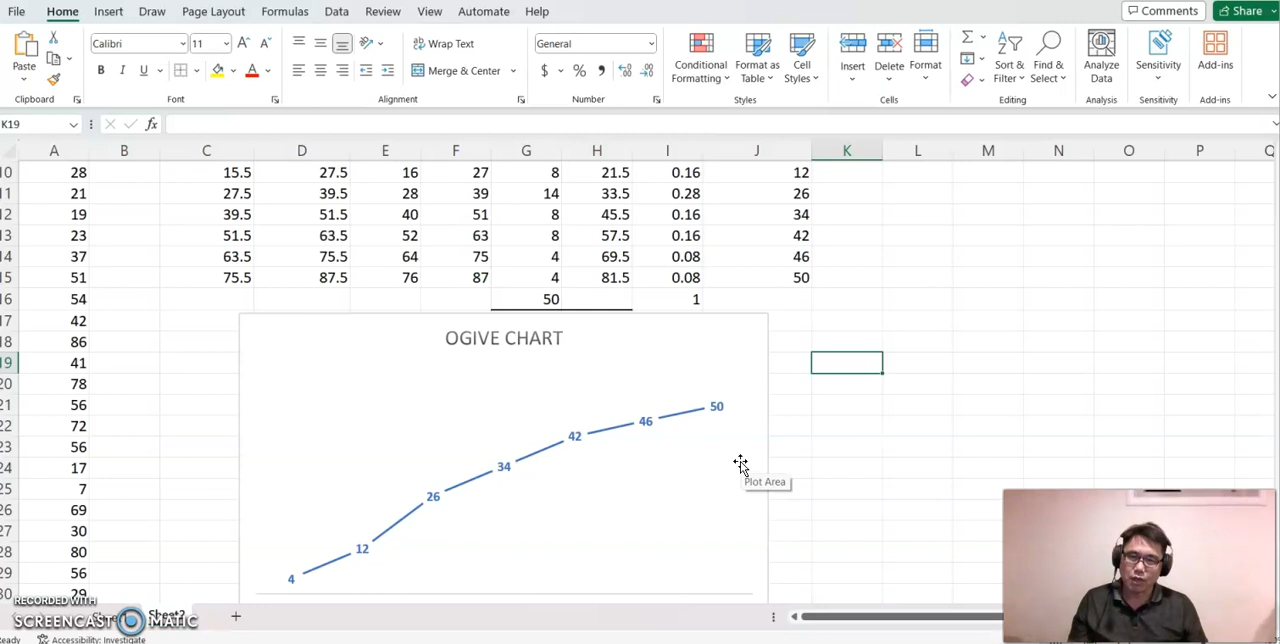 File Home Insert Draw Page Layout Formulas Data Review View Automate Help Comments Share
Calibri 11 A A Wrap Text General
Paste B I U A Merge & Center $ % 9 Conditional Formatting Format as Table Cell Styles Insert Delete Format Sort & Filter Find & Select Analyze Data Sensitivity Add-ins
Clipboard Font Alignment Number Styles Cells Editing Analysis Sensitivity Add-ins
K19 fx
A B C D E F G H I J K L M N O P Q
10 28 15.5 27.5 16 27 8 21.5 0.16 12
11 21 27.5 39.5 28 39 14 33.5 0.28 26
12 19 39.5 51.5 40 51 8 45.5 0.16 34
13 23 51.5 63.5 52 63 8 57.5 0.16 42
14 37 63.5 75.5 64 75 4 69.5 0.08 46
15 51 75.5 87.5 76 87 4 81.5 0.08 50
16 54 50 1
17 42
18 86
19 41
20 78
21 56
22 72
23 56
24 17
25 7
26 69
27 30
28 80
29 56
30 29
OGIVE CHART
50
46
42
34
26
12
4
Plot Area
RECORDED WITH
SCREENCAST MATIC
Sheet2 +
Ready Accessibility: Investigate